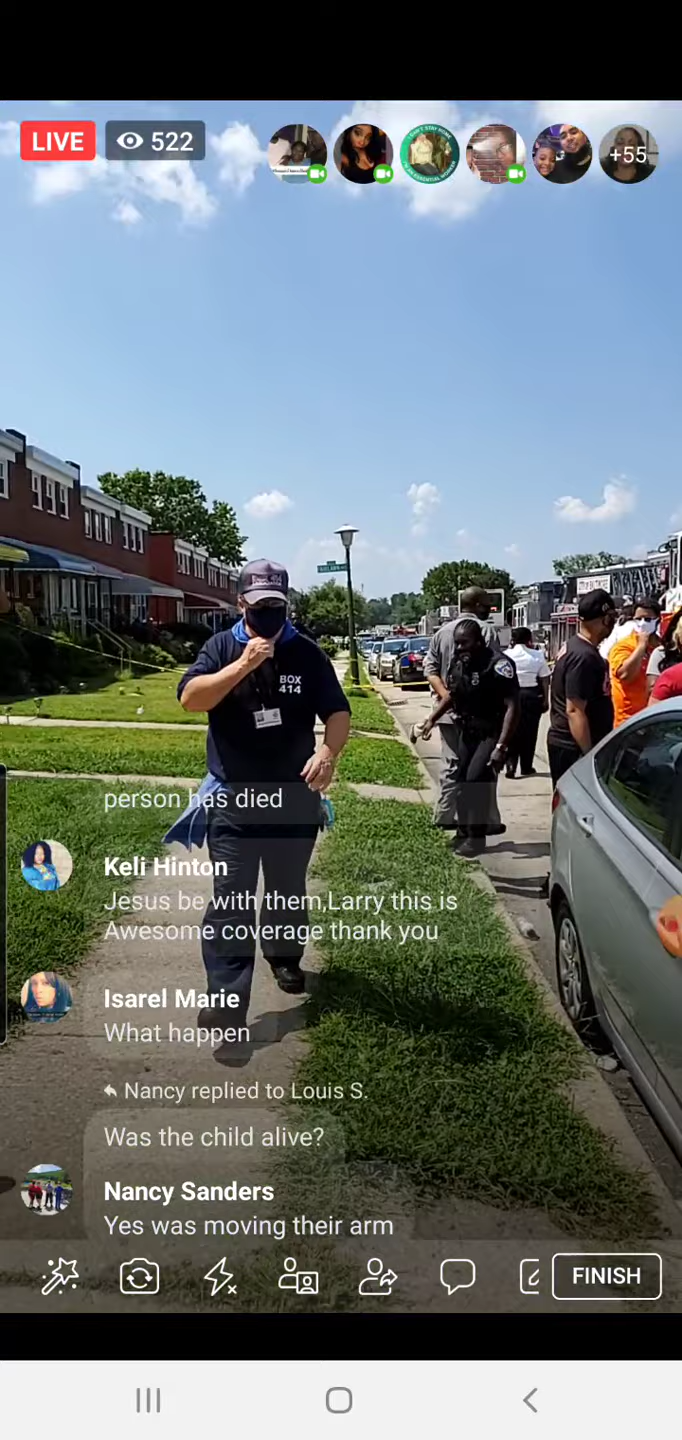 LIVE
522
+55
BOX
414
person has died
Keli Hinton
Jesus be with them,Larry this is
Awesome coverage thank you
Isarel Marie
What happen
Nancy replied to Louis S.
Was the child alive?
Nancy Sanders
Yes was moving their arm
FINISH